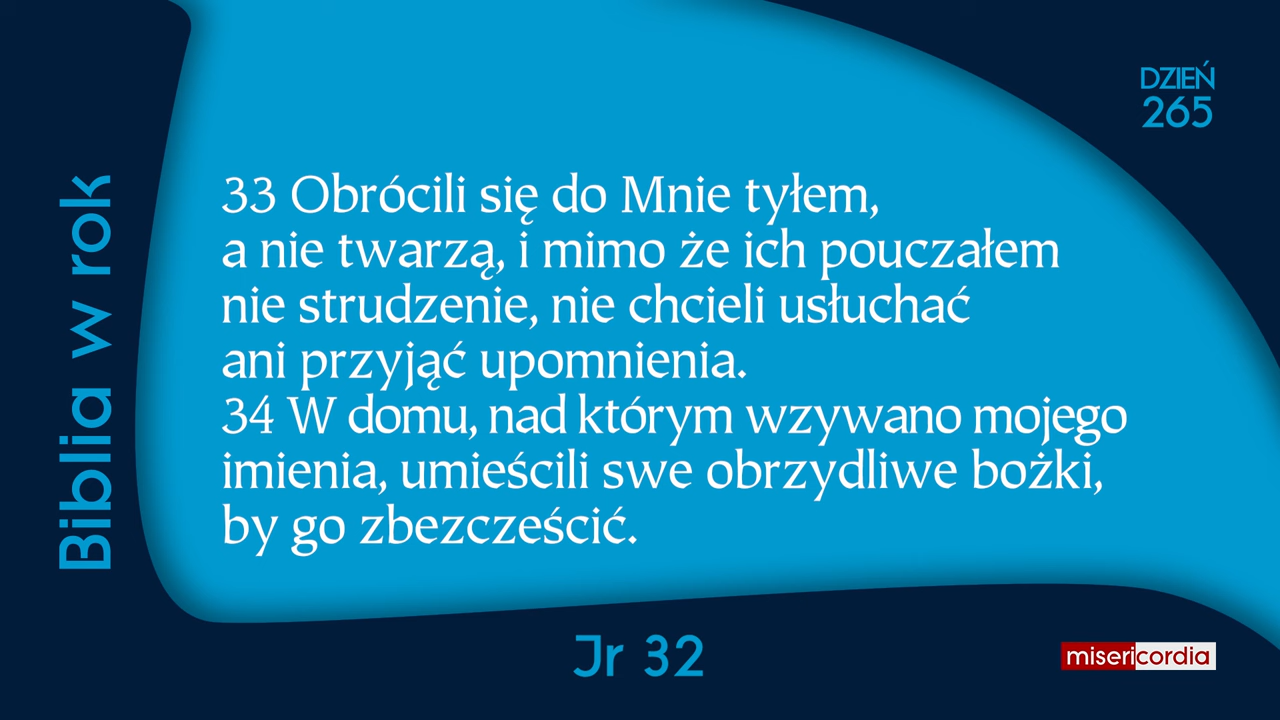 DZIEŃ
265
Biblia w rok
33 Obrócili się do Mnie tyłem,
a nie twarzą, i mimo że ich pouczałem
nie strudzenie, nie chcieli usłuchać
ani przyjąć upomnienia.
34 W domu, nad którym wzywano mojego
imienia, umieścili swe obrzydliwe bożki,
by go zbezcześcić.
Jr 32
misericordia